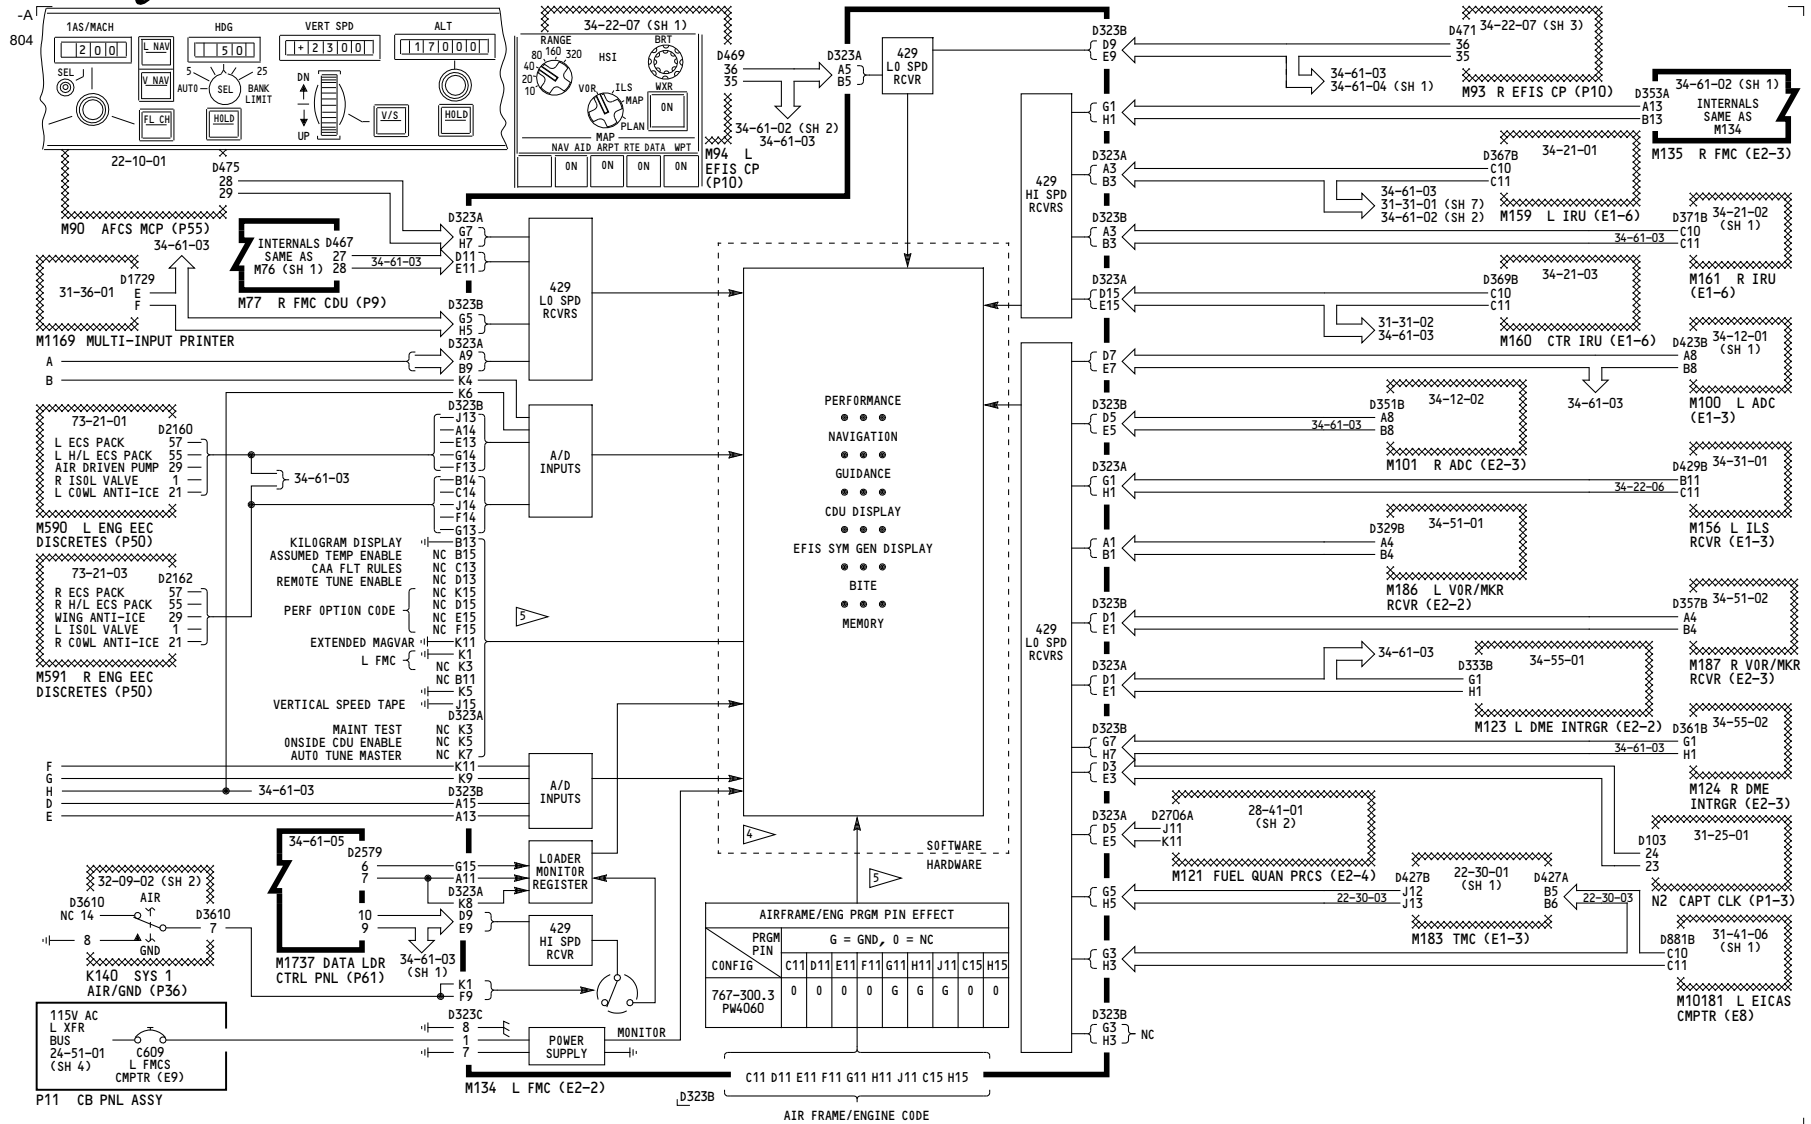 -A
804
IAS/MACH
HDG
VERT SPD
ALT
200
50
+2300
17000
L NAV
V NAV
FL CH
SEL
5
25
AUTO
SEL
BANK
LIMIT
HOLD
DN
UP
V/S
HOLD
22-10-01
D475
28
29
M90 AFCS MCP (P55)
34-22-07 (SH 1)
RANGE
80 160 320
40
20
10
HSI
BRT
VOR
ILS
MAP
PLAN
WXR
ON
MAP
NAV AID ARPT RTE DATA WPT
ON ON ON ON
D469
36
35
M94 L
EFIS CP
(P10)
34-61-02 (SH 2)
34-61-03
D323A
A5
B5
429
LO SPD
RCVR
34-61-03
INTERNALS
SAME AS
M76 (SH 1)
D467
27
28
34-61-03
M77 R FMC CDU (P9)
31-36-01
D1729
E
F
M1169 MULTI-INPUT PRINTER
A
B
D323A
G7
H7
D11
E11
D323B
G5
H5
D323A
A9
B9
K4
K6
D323B
J13
A14
E13
G14
F13
B14
C14
J14
F14
G13
429
LO SPD
RCVRS
A/D
INPUTS
73-21-01
D2160
L ECS PACK 57
L H/L ECS PACK 55
AIR DRIVEN PUMP 29
R ISOL VALVE 1
L COWL ANTI-ICE 21
34-61-03
M590 L ENG EEC
DISCRETES (P50)
73-21-03
D2162
R ECS PACK 57
R H/L ECS PACK 55
WING ANTI-ICE 29
L ISOL VALVE 1
R COWL ANTI-ICE 21
M591 R ENG EEC
DISCRETES (P50)
KILOGRAM DISPLAY B13
ASSUMED TEMP ENABLE NC B15
CAA FLT RULES NC C13
REMOTE TUNE ENABLE NC D13
NC K15
PERF OPTION CODE NC D15
NC E15
NC F15
EXTENDED MAGVAR K11
L FMC K1
NC K3
NC B11
K5
VERTICAL SPEED TAPE J15
D323A
MAINT TEST NC K3
ONSIDE CDU ENABLE NC K5
AUTO TUNE MASTER NC K7
5
F K11
G K9
H 34-61-03 D323B
D A15
E A13
A/D
INPUTS
34-61-05
D2579
6
7
10
9
M1737 DATA LDR
CTRL PNL (P61)
34-61-03
(SH 1)
G15
A11
D323A
K8
D9
E9
K1
F9
LOADER
MONITOR
REGISTER
429
HI SPD
RCVR
32-09-02 (SH 2)
AIR
D3610
NC 14
8
D3610
7
GND
K140 SYS 1
AIR/GND (P36)
115V AC
L XFR
BUS
24-51-01
(SH 4)
C609
L FMCS
CMPTR (E9)
P11 CB PNL ASSY
D323C
8
1
7
POWER
SUPPLY
MONITOR
M134 L FMC (E2-2)
PERFORMANCE
NAVIGATION
GUIDANCE
CDU DISPLAY
EFIS SYM GEN DISPLAY
BITE
MEMORY
4
SOFTWARE
HARDWARE
5
AIRFRAME/ENG PRGM PIN EFFECT
PRGM
PIN
CONFIG
G = GND, 0 = NC
C11 D11 E11 F11 G11 H11 J11 C15 H15
767-300.3
PW4060
0 0 0 0 G G G 0 0
C11 D11 E11 F11 G11 H11 J11 C15 H15
D323B
AIR FRAME/ENGINE CODE
429
HI SPD
RCVRS
429
LO SPD
RCVRS
D323B
D9
E9
G1
H1
D323A
A3
B3
D323B
A3
B3
D323A
D15
E15
D7
E7
D323B
D5
E5
D323A
G1
H1
A1
B1
D323B
D1
E1
D323A
D1
E1
D323B
G7
H7
D3
E3
D323A
D5
E5
G5
H5
G3
H3
D323B
G3
H3
NC
34-22-07 (SH 3)
D471
36
35
M93 R EFIS CP (P10)
34-61-03
34-61-04 (SH 1)
34-61-02 (SH 1)
INTERNALS
SAME AS
M134
D353A
A13
B13
M135 R FMC (E2-3)
34-21-01
D367B
C10
C11
M159 L IRU (E1-6)
34-61-03
31-31-01 (SH 7)
34-61-02 (SH 2)
D371B
34-21-02
(SH 1)
C10
C11
34-61-03
M161 R IRU
(E1-6)
34-21-03
D369B
C10
C11
M160 CTR IRU (E1-6)
31-31-02
34-61-03
D423B
34-12-01
(SH 1)
A8
B8
M100 L ADC
(E1-3)
34-61-03
34-12-02
D351B
A8
B8
34-61-03
M101 R ADC (E2-3)
D429B
34-31-01
B11
C11
34-22-06
M156 L ILS
RCVR (E1-3)
34-51-01
D329B
A4
B4
M186 L VOR/MKR
RCVR (E2-2)
D357B
34-51-02
A4
B4
M187 R VOR/MKR
RCVR (E2-3)
34-61-03
34-55-01
D333B
G1
H1
M123 L DME INTRGR (E2-2)
D361B
34-55-02
G1
H1
34-61-03
M124 R DME
INTRGR (E2-3)
D2706A
J11
K11
28-41-01
(SH 2)
M121 FUEL QUAN PRCS (E2-4)
31-25-01
D103
24
23
N2 CAPT CLK (P1-3)
22-30-01
(SH 1)
D427B
J12
J13
22-30-03
D427A
B5
B6
22-30-03
M183 TMC (E1-3)
D881B
31-41-06
(SH 1)
C10
C11
M10181 L EICAS
CMPTR (E8)